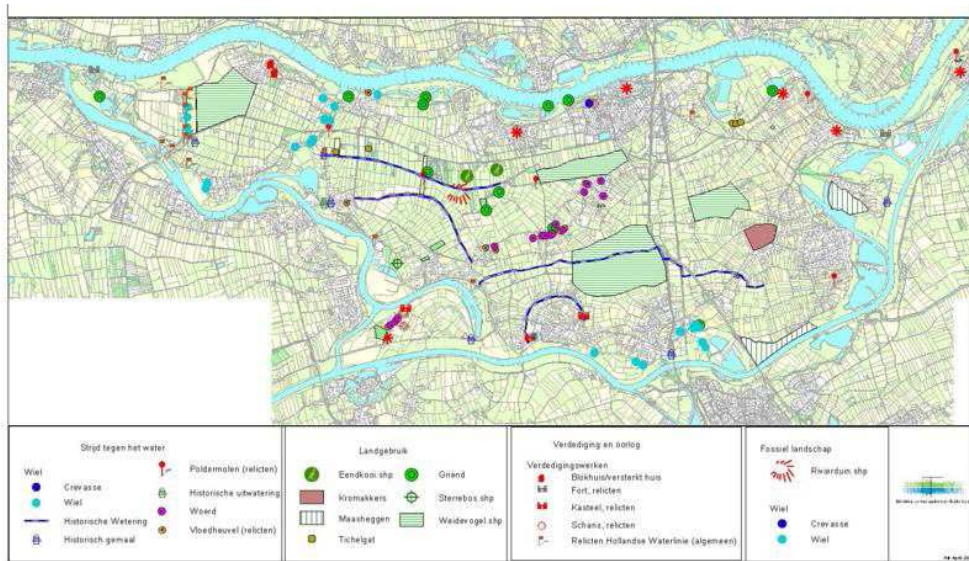 Strijd tegen het water
Wiel
Crevasse
Wiel
Historische Wetering
Historisch gemaal
Poldermolen (relicten)
Historische uitwatering
Woerd
Vloedheuvel (relicten)
Landgebruik
Eendkooi shp
Kromakkers
Maasheggen
Tichelgat
Griend
Sterrebos shp
Weidevogel shp
Verdediging en oorlog
Verdedigingswerken
Blokhuis/versterkt huis
Fort, relicten
Kasteel, relicten
Schans, relicten
Relicten Hollandse Waterlinie (algemeen)
Fossiel landschap
Rivierduin shp
Wiel
Crevasse
Wiel